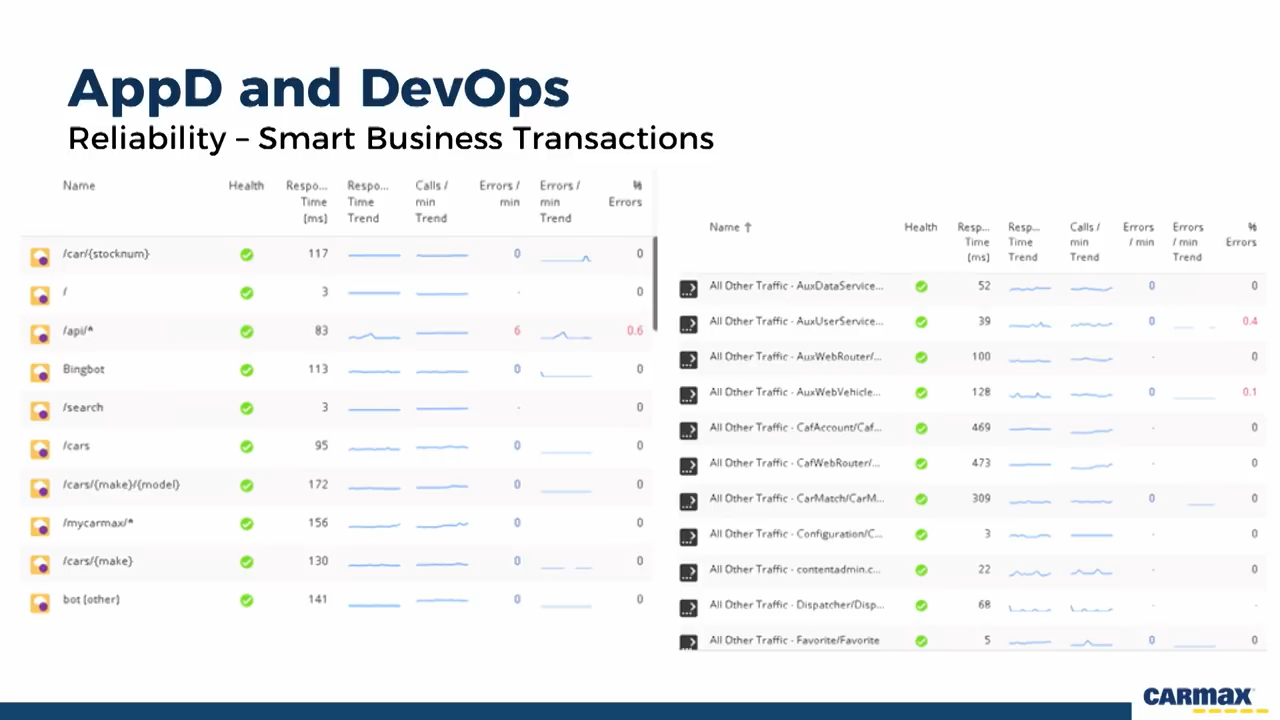 AppD and DevOps
Reliability – Smart Business Transactions
Name Health Respo... Time (ms) Respo... Time Trend Calls / min Trend Errors / min Errors / min Trend % Errors
/car/{stocknum} 117 0 0
/ 3 - 0
/api/* 83 6 0.6
Bingbot 113 0 0
/search 3 - 0
/cars 95 0 0
/cars/{make}/{model} 172 0 0
/mycarmax/* 156 0 0
/cars/{make} 130 0 0
bot (other) 141 0 0
Name ↑ Health Resp... Time (ms) Resp... Time Trend Calls / min Trend Errors / min Errors / min Trend % Errors
All Other Traffic - AuxDataService... 52 0 0
All Other Traffic - AuxUserService... 39 0 0.4
All Other Traffic - AuxWebRouter/... 100 - 0
All Other Traffic - AuxWebVehicle... 128 0 0.1
All Other Traffic - CafAccount/Caf... 469 - 0
All Other Traffic - CafWebRouter/... 473 - 0
All Other Traffic - CarMatch/CarM... 309 0 0
All Other Traffic - Configuration/C... 3 - 0
All Other Traffic - contentadmin.c... 22 - 0
All Other Traffic - Dispatcher/Disp... 68 - -
All Other Traffic - Favorite/Favorite 5 0 0
CARMAX